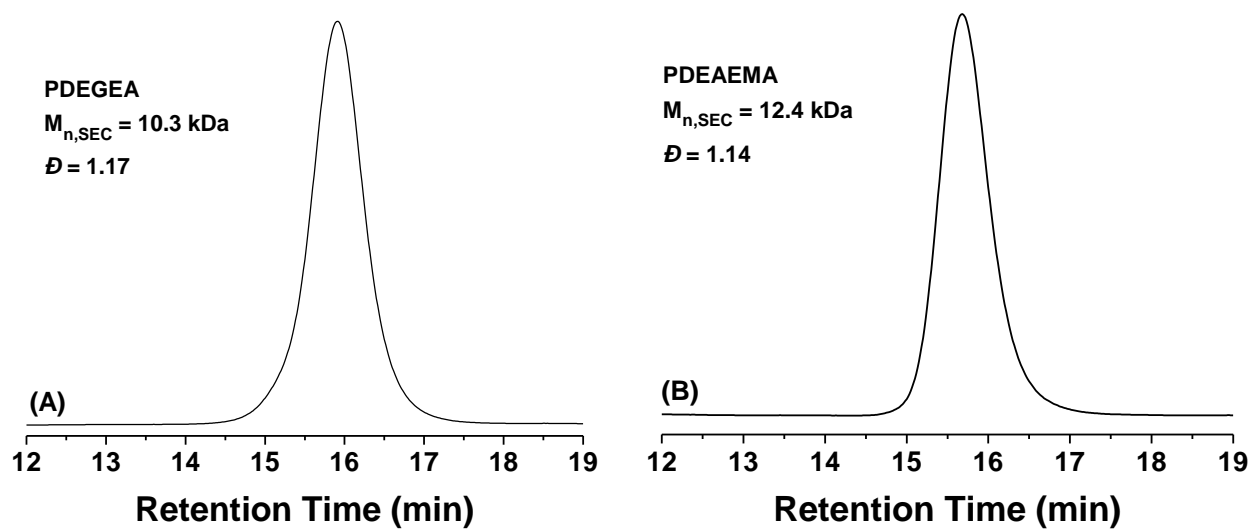 PDEGEA
Mn,SEC = 10.3 kDa
Đ = 1.17
(A)
12 13 14 15 16 17 18 19
Retention Time (min)
PDEAEMA
Mn,SEC = 12.4 kDa
Đ = 1.14
(B)
12 13 14 15 16 17 18 19
Retention Time (min)